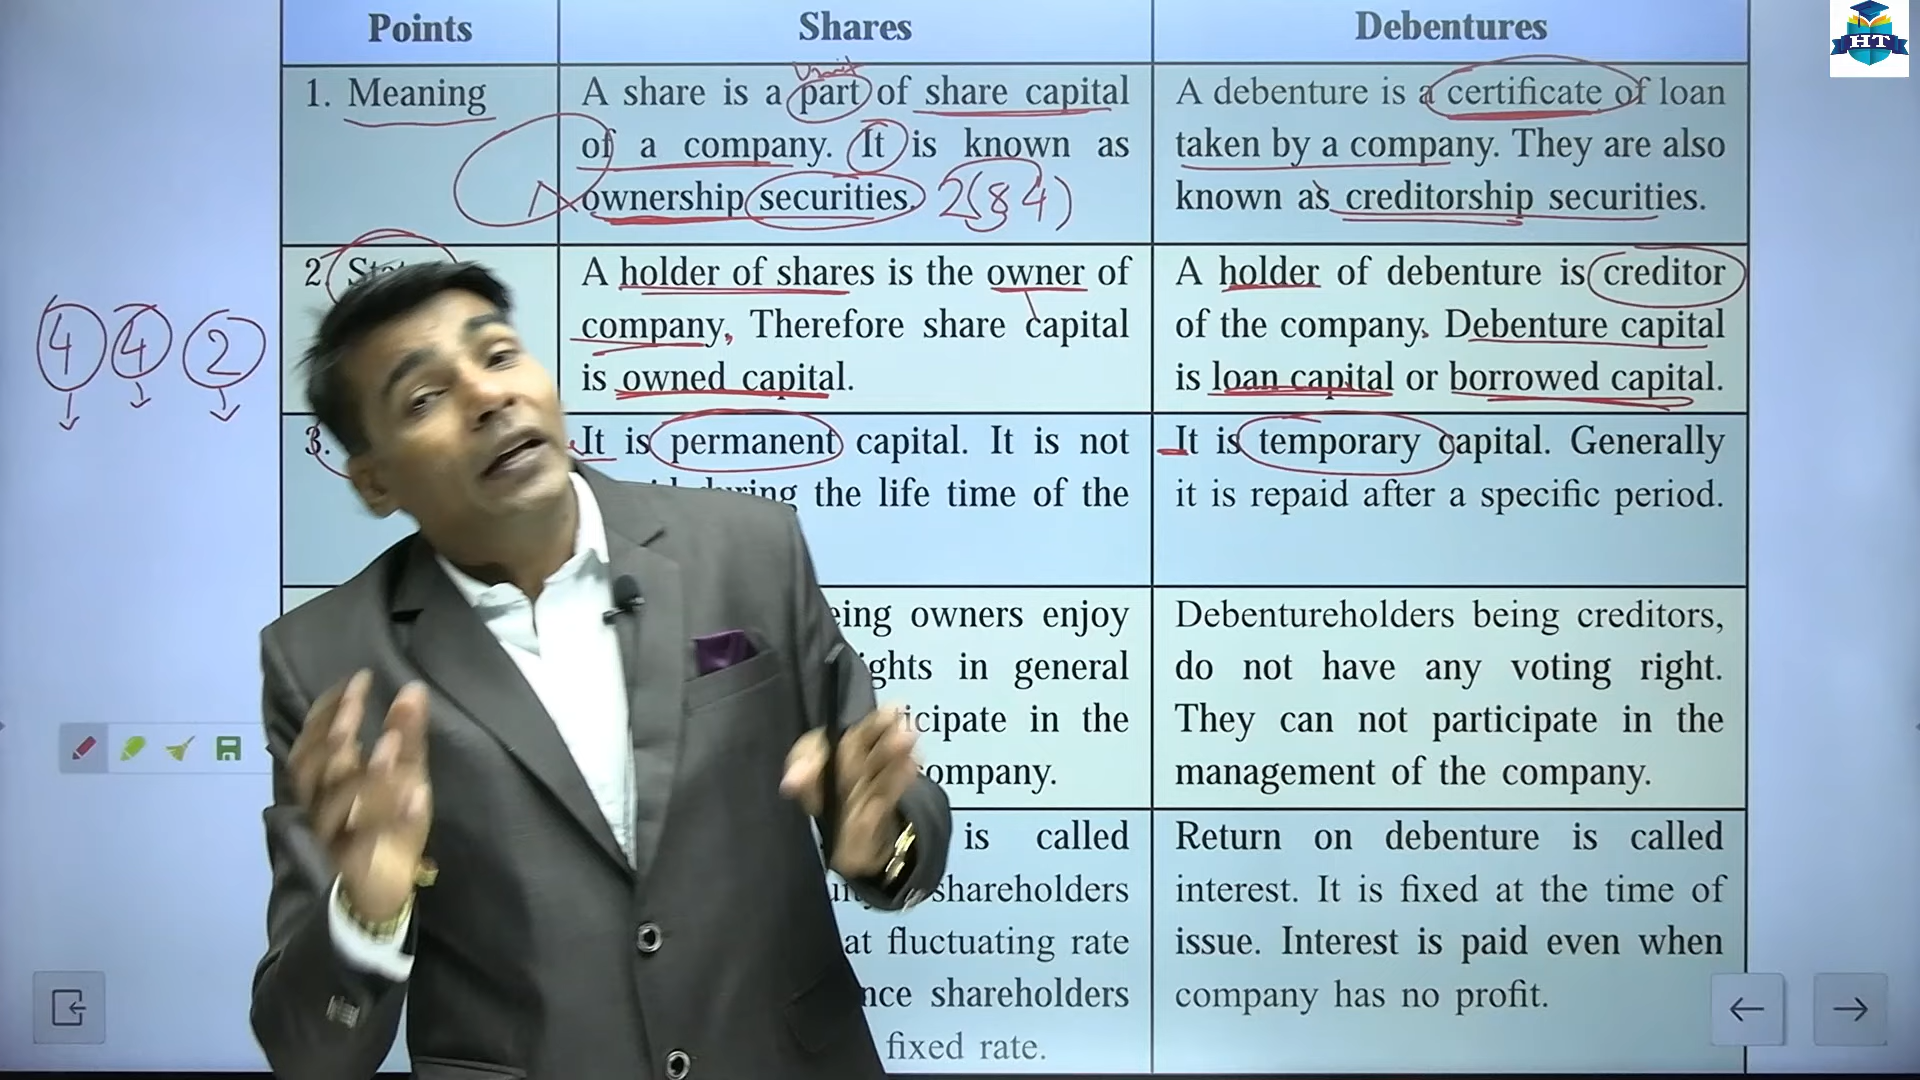 HT
Points
Shares
Debentures
1. Meaning
Unit
A share is a part of share capital
of a company. It is known as
ownership securities. 2(84)
A debenture is a certificate of loan
taken by a company. They are also
known as creditorship securities.
4 4 2
2.
A holder of shares is the owner of
company, Therefore share capital
is owned capital.
A holder of debenture is creditor
of the company. Debenture capital
is loan capital or borrowed capital.
3.
It is permanent capital. It is not
during the life time of the
It is temporary capital. Generally
it is repaid after a specific period.
owners enjoy
in general
in the
Debentureholders being creditors,
do not have any voting right.
They can not participate in the
management of the company.
is called
shareholders
at fluctuating rate
shareholders
fixed rate.
Return on debenture is called
interest. It is fixed at the time of
issue. Interest is paid even when
company has no profit.